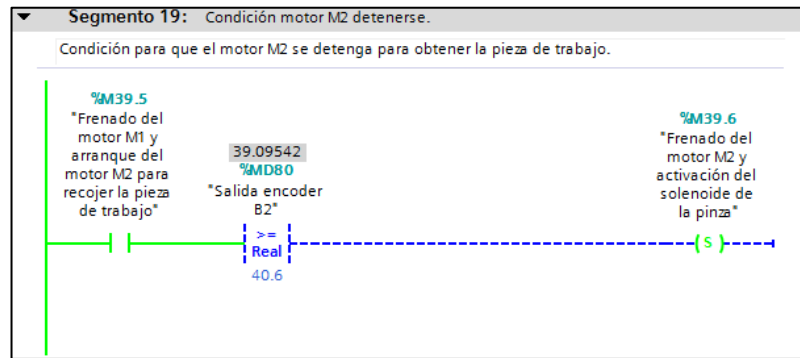 Segmento 19: Condición motor M2 detenerse.
Condición para que el motor M2 se detenga para obtener la pieza de trabajo.
%M39.5
"Frenado del
motor M1 y
arranque del
motor M2 para
recojer la pieza
de trabajo"
39.09542
%MD80
"Salida encoder
B2"
>=
Real
40.6
%M39.6
"Frenado del
motor M2 y
activación del
solenoide de
la pinza"
S